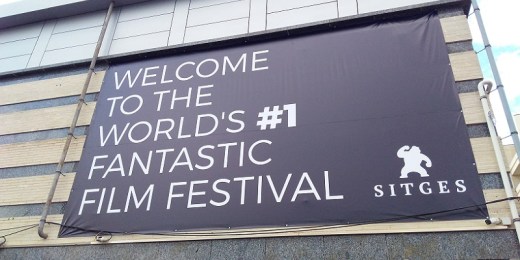 WELCOME
TO THE
WORLD'S #1
FANTASTIC
FILM FESTIVAL
SITGES